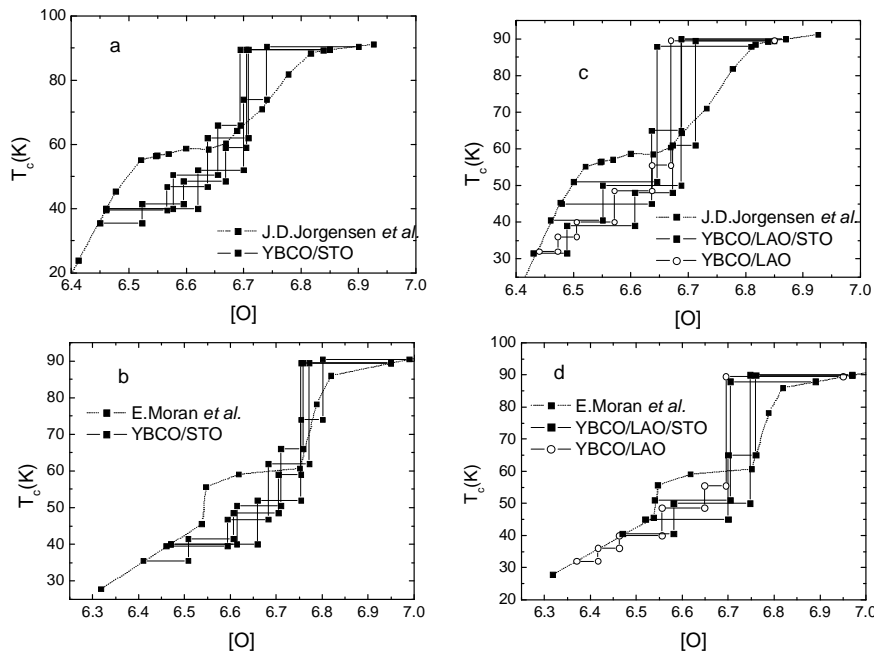 a
100
90
80
70
60
50
40
30
20
T_c(K)
6.4 6.5 6.6 6.7 6.8 6.9 7.0
[O]
J.D.Jorgensen et al.
YBCO/STO
c
90
80
70
60
50
40
30
T_c(K)
6.4 6.5 6.6 6.7 6.8 6.9 7.0
[O]
J.D.Jorgensen et al.
YBCO/LAO/STO
YBCO/LAO
b
100
90
80
70
60
50
40
30
T_c(K)
6.3 6.4 6.5 6.6 6.7 6.8 6.9 7.0
[O]
E.Moran et al.
YBCO/STO
d
100
90
80
70
60
50
40
30
20
T_c(K)
6.3 6.4 6.5 6.6 6.7 6.8 6.9 7.0
[O]
E.Moran et al.
YBCO/LAO/STO
YBCO/LAO